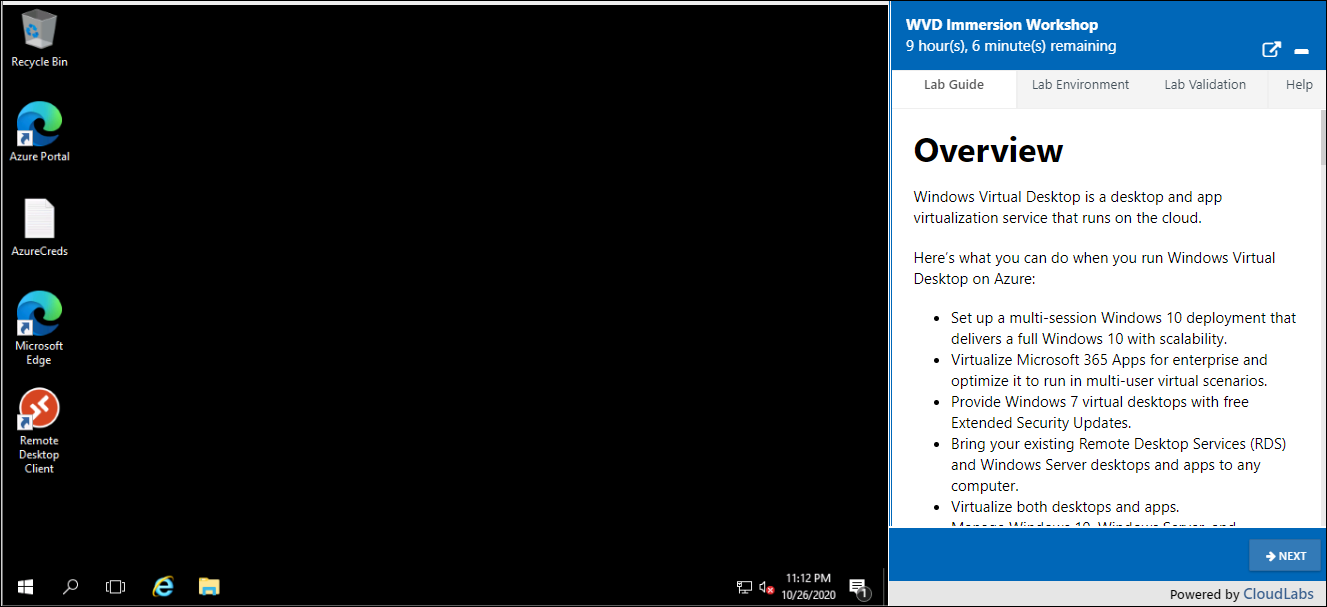 Recycle Bin
Azure Portal
AzureCreds
Microsoft
Edge
Remote
Desktop
Client
11:12 PM
10/26/2020
1
WVD Immersion Workshop
9 hour(s), 6 minute(s) remaining
Lab Guide
Lab Environment
Lab Validation
Help
Overview
Windows Virtual Desktop is a desktop and app
virtualization service that runs on the cloud.
Here's what you can do when you run Windows Virtual
Desktop on Azure:
• Set up a multi-session Windows 10 deployment that
delivers a full Windows 10 with scalability.
• Virtualize Microsoft 365 Apps for enterprise and
optimize it to run in multi-user virtual scenarios.
• Provide Windows 7 virtual desktops with free
Extended Security Updates.
• Bring your existing Remote Desktop Services (RDS)
and Windows Server desktops and apps to any
computer.
• Virtualize both desktops and apps.
Manage Windows 10, Windows Server, and
NEXT
Powered by CloudLabs